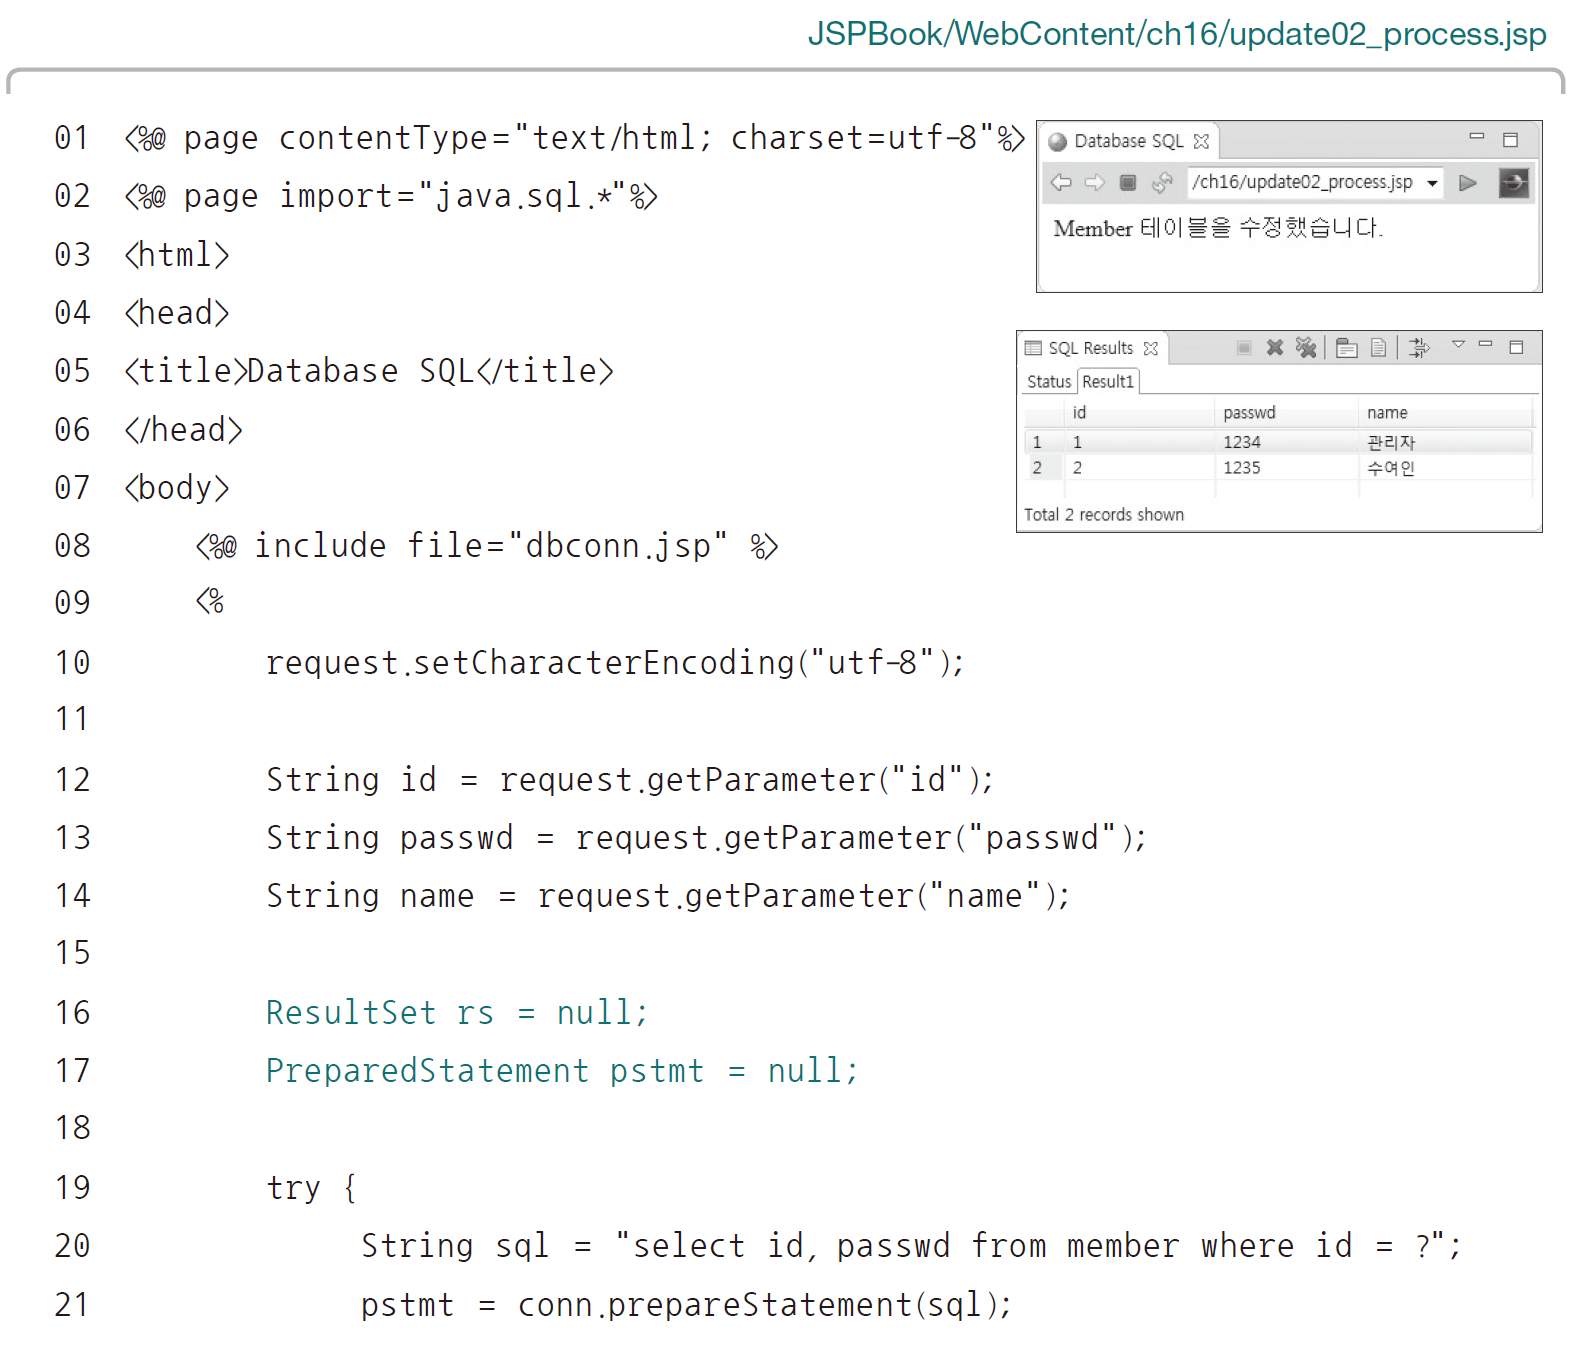 JSPBook/WebContent/ch16/update02_process.jsp
01 <%@ page contentType="text/html; charset=utf-8"%>
02 <%@ page import="java.sql.*"%>
03 <html>
04 <head>
05 <title>Database SQL</title>
06 </head>
07 <body>
08 <%@ include file="dbconn.jsp" %>
09 <%
10 request.setCharacterEncoding("utf-8");
11
12 String id = request.getParameter("id");
13 String passwd = request.getParameter("passwd");
14 String name = request.getParameter("name");
15
16 ResultSet rs = null;
17 PreparedStatement pstmt = null;
18
19 try {
20 String sql = "select id, passwd from member where id = ?";
21 pstmt = conn.prepareStatement(sql);
Database SQL
/ch16/update02_process.jsp
Member 테이블을 수정했습니다.
SQL Results
Status Result1
id passwd name
1 1 1234 관리자
2 2 1235 수여인
Total 2 records shown